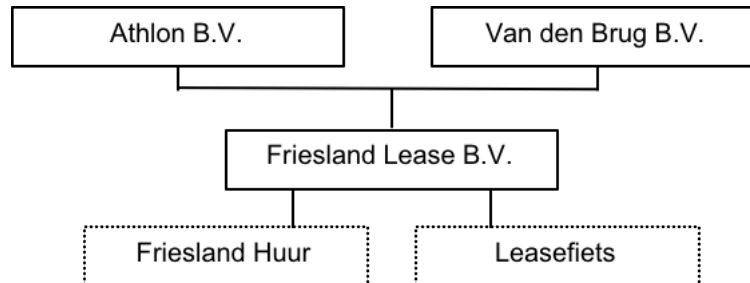 Athlon B.V.
Van den Brug B.V.
Friesland Lease B.V.
Friesland Huur
Leasefiets